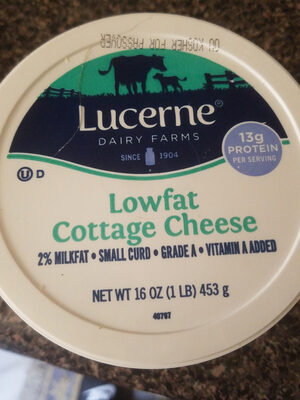 OU KOSHER FOR PASSOVER
Lucerne®
DAIRY FARMS
SINCE 1904
13g
PROTEIN
PER SERVING
U D
Lowfat
Cottage Cheese
2% MILKFAT • SMALL CURD • GRADE A • VITAMIN A ADDED
NET WT 16 OZ (1 LB) 453 g
48787